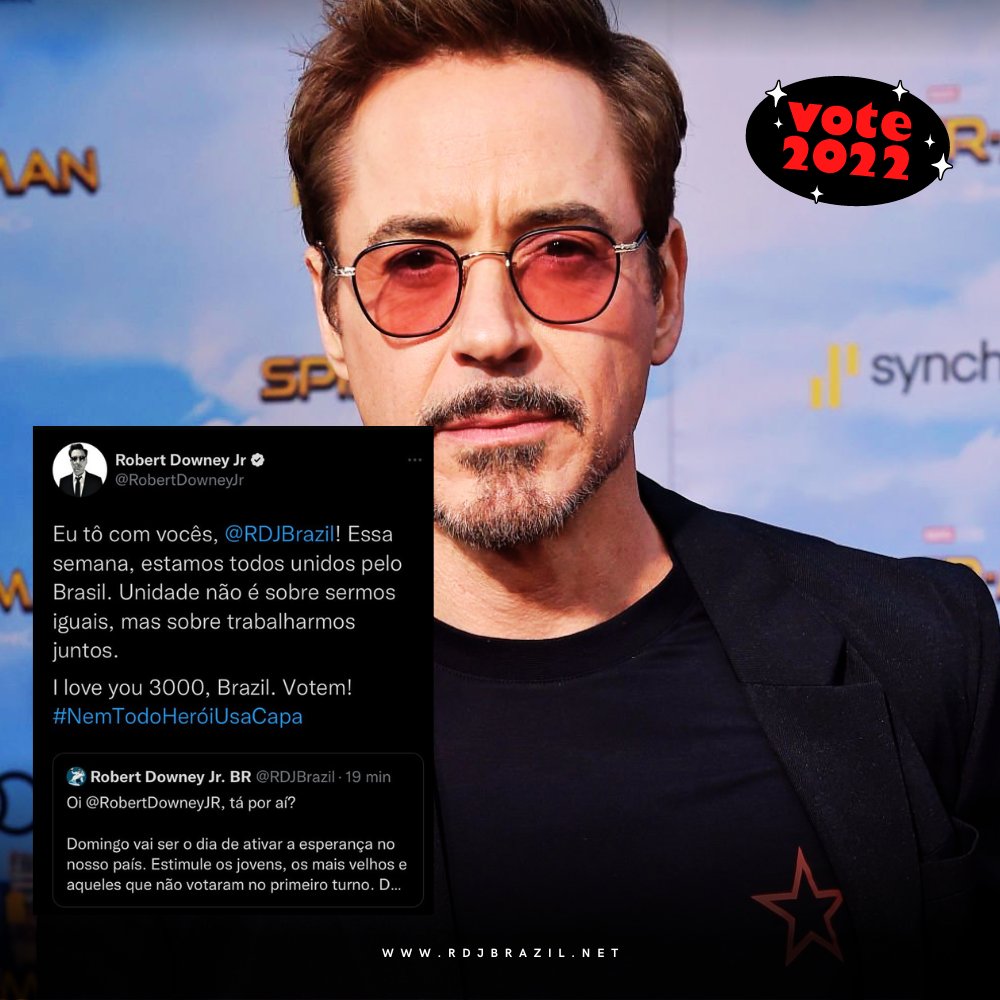 vote
2022
MAN
R-
SPI
synch
Robert Downey Jr
@RobertDowneyJr
Eu tô com vocês, @RDJBrazil! Essa
semana, estamos todos unidos pelo
Brasil. Unidade não é sobre sermos
iguais, mas sobre trabalharmos
juntos.
I love you 3000, Brazil. Votem!
#NemTodoHeróiUsaCapa
Robert Downey Jr. BR @RDJBrazil · 19 min
Oi @RobertDowneyJR, tá por aí?
Domingo vai ser o dia de ativar a esperança no
nosso país. Estimule os jovens, os mais velhos e
aqueles que não votaram no primeiro turno. D...
WWW.RDJBRAZIL.NET